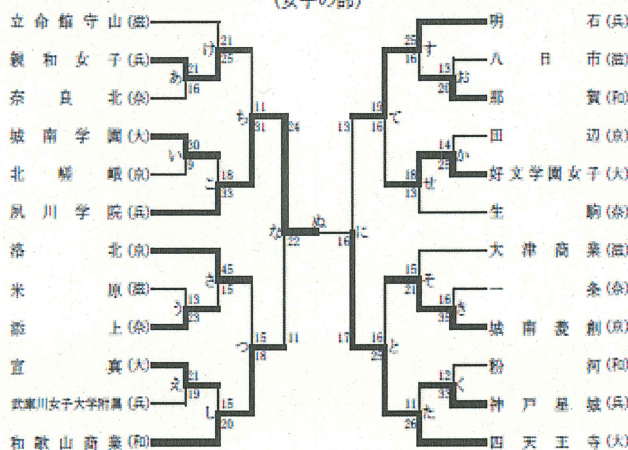 (女子の部)
立命館守山(滋)
親和女子(兵)
奈良北(奈)
城南学園(大)
北嵯峨(京)
夙川学院(兵)
洛北(京)
米原(滋)
添上(奈)
宣真(大)
武庫川女子大学附属(兵)
和歌山商業(和)
け 21 25
あ 21 16
ち 11 31
い 30 9
こ 18 33
な 24 22 11
さ 45 15
う 13 23
つ 15 18
え 21 19
し 15 20
ぬ
に 13 16 17
て 19 16
す 25 16
お 13 20
か 14 25
せ 18 13
そ 15 21
き 16 35
と 16 25
く 12 33
た 11 26
明石(兵)
八日市(滋)
那賀(和)
田辺(京)
好文学園女子(大)
生駒(奈)
大津商業(滋)
一条(奈)
城南菱創(京)
粉河(和)
神戸星城(兵)
四天王寺(大)